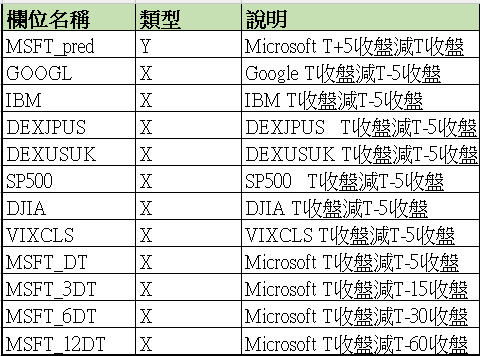 欄位名稱 類型 說明
MSFT_pred Y Microsoft T+5收盤減T收盤
GOOGL X Google T收盤減T-5收盤
IBM X IBM T收盤減T-5收盤
DEXJPUS X DEXJPUS T收盤減T-5收盤
DEXUSUK X DEXUSUK T收盤減T-5收盤
SP500 X SP500 T收盤減T-5收盤
DJIA X DJIA T收盤減T-5收盤
VIXCLS X VIXCLS T收盤減T-5收盤
MSFT_DT X Microsoft T收盤減T-5收盤
MSFT_3DT X Microsoft T收盤減T-15收盤
MSFT_6DT X Microsoft T收盤減T-30收盤
MSFT_12DT X Microsoft T收盤減T-60收盤